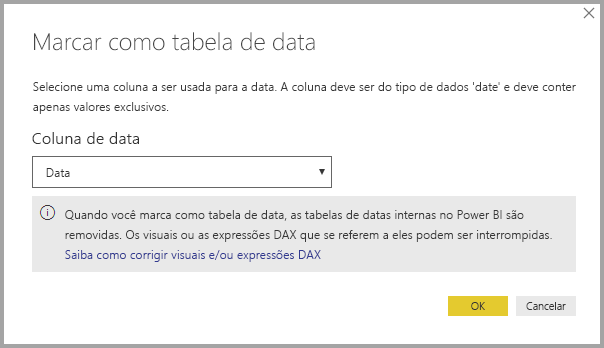 Marcar como tabela de data
Selecione uma coluna a ser usada para a data. A coluna deve ser do tipo de dados 'date' e deve conter
apenas valores exclusivos.
Coluna de data
Data
Quando você marca como tabela de data, as tabelas de datas internas no Power BI são
removidas. Os visuais ou as expressões DAX que se referem a eles podem ser interrompidas.
Saiba como corrigir visuais e/ou expressões DAX
OK Cancelar